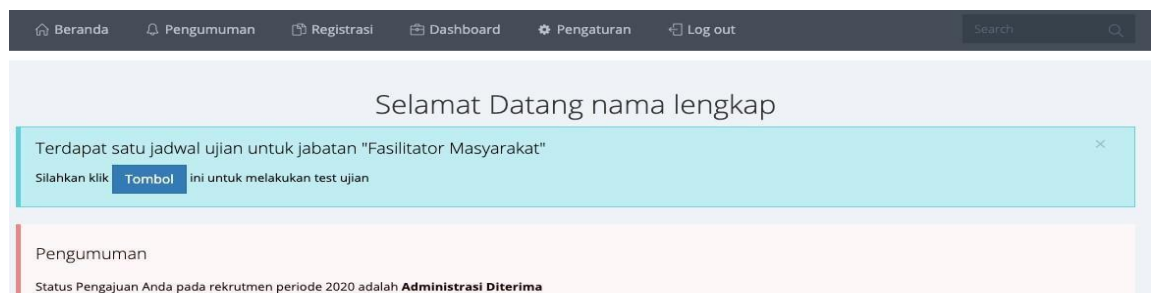 Beranda Pengumuman Registrasi Dashboard Pengaturan Log out Search
Selamat Datang nama lengkap
Terdapat satu jadwal ujian untuk jabatan "Fasilitator Masyarakat"
Silahkan klik Tombol ini untuk melakukan test ujian
Pengumuman
Status Pengajuan Anda pada rekrutmen periode 2020 adalah Administrasi Diterima